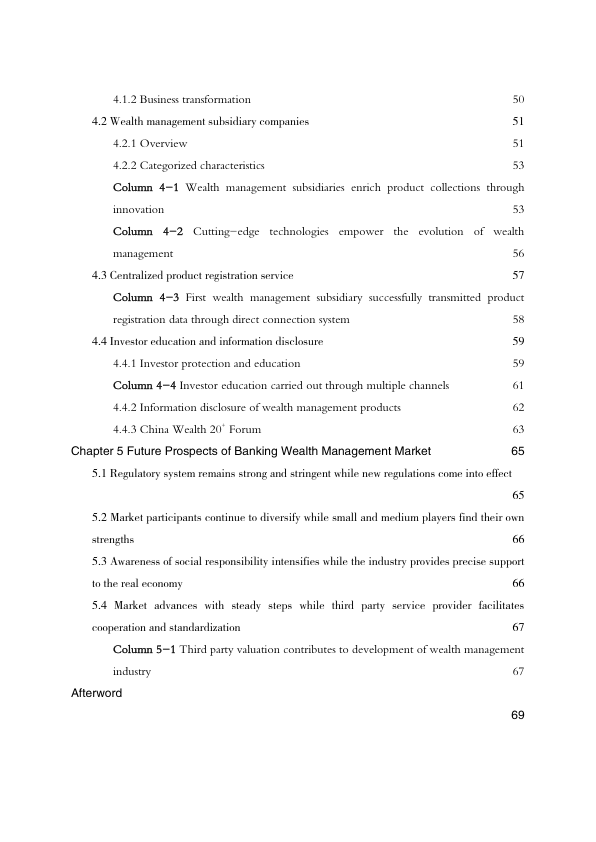 4.1.2 Business transformation 50
4.2 Wealth management subsidiary companies 51
4.2.1 Overview 51
4.2.2 Categorized characteristics 53
Column 4-1 Wealth management subsidiaries enrich product collections through
innovation 53
Column 4-2 Cutting-edge technologies empower the evolution of wealth
management 56
4.3 Centralized product registration service 57
Column 4-3 First wealth management subsidiary successfully transmitted product
registration data through direct connection system 58
4.4 Investor education and information disclosure 59
4.4.1 Investor protection and education 59
Column 4-4 Investor education carried out through multiple channels 61
4.4.2 Information disclosure of wealth management products 62
4.4.3 China Wealth 20⁺ Forum 63
Chapter 5 Future Prospects of Banking Wealth Management Market 65
5.1 Regulatory system remains strong and stringent while new regulations come into effect
65
5.2 Market participants continue to diversify while small and medium players find their own
strengths 66
5.3 Awareness of social responsibility intensifies while the industry provides precise support
to the real economy 66
5.4 Market advances with steady steps while third party service provider facilitates
cooperation and standardization 67
Column 5-1 Third party valuation contributes to development of wealth management
industry 67
Afterword
69